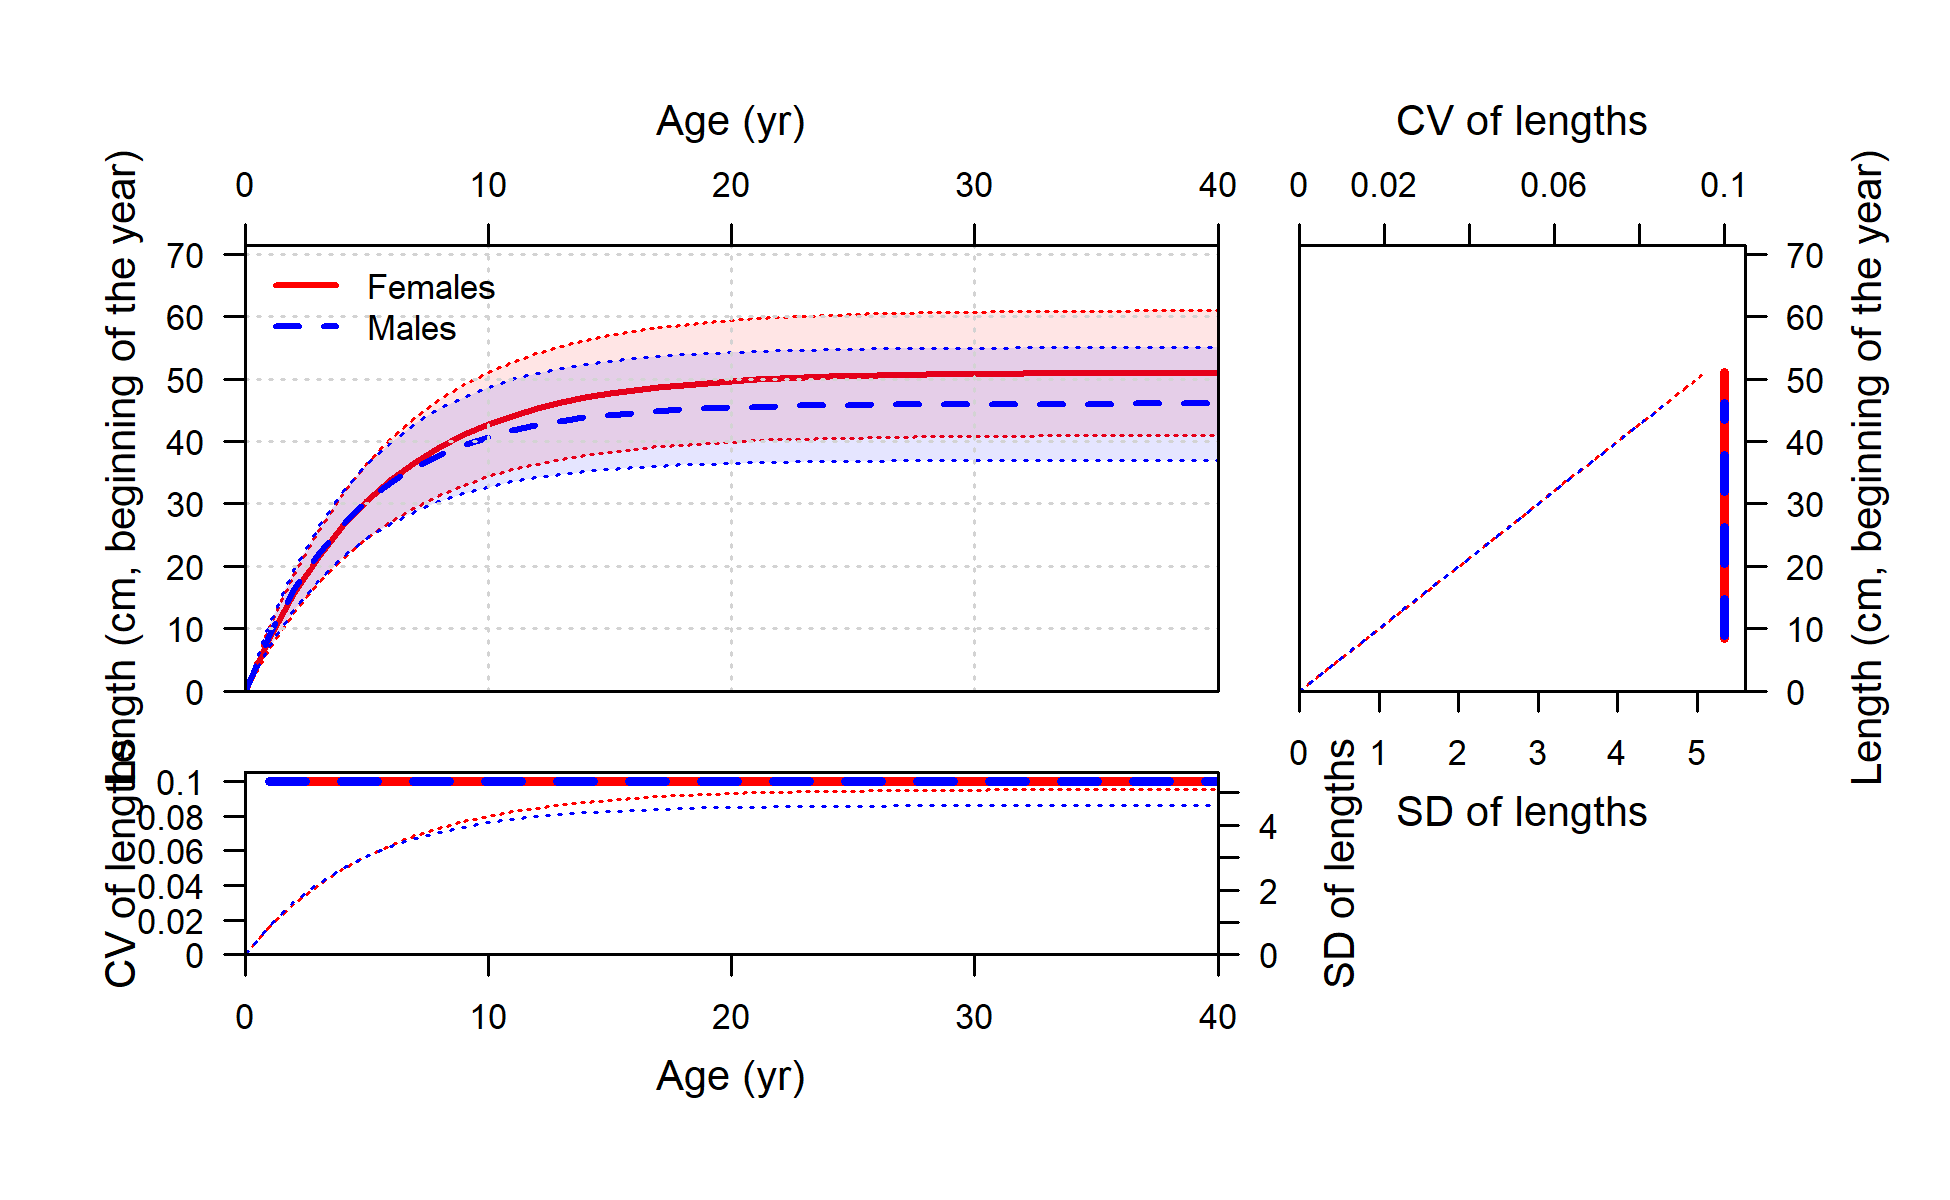 Age (yr)
CV of lengths
0 10 20 30 40
0 0.02 0.06 0.1
Length (cm, beginning of the year)
70
60
50
40
30
20
10
0
Females
Males
70
60
50
40
30
20
10
0
Length (cm, beginning of the year)
0 1 2 3 4 5
SD of lengths
CV of lengths
0.1
0.08
0.06
0.04
0.02
0
4
2
0
SD of lengths
0 10 20 30 40
Age (yr)